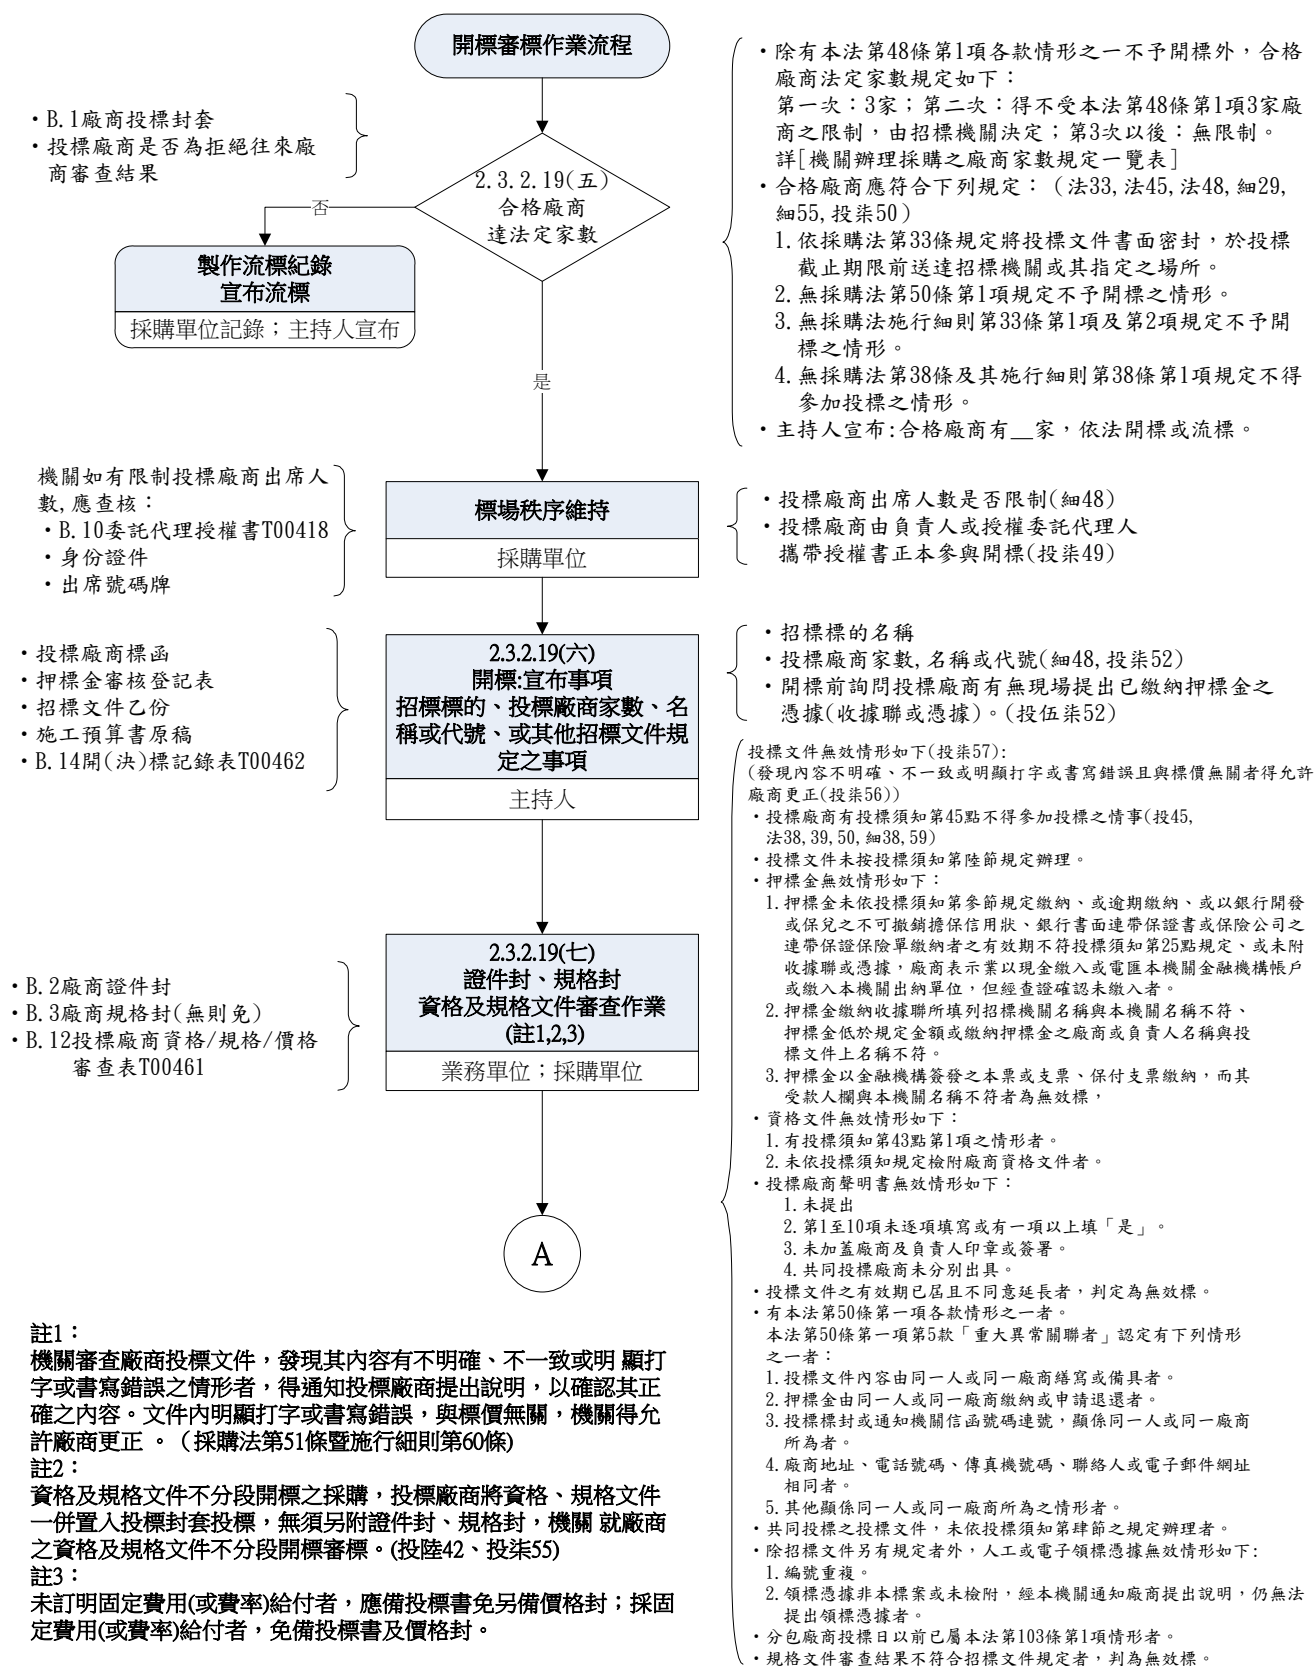 開標審標作業流程
・B.1廠商投標封套
・投標廠商是否為拒絕往來廠
商審查結果
2.3.2.19(五)
合格廠商
達法定家數
否
製作流標紀錄
宣布流標
採購單位記錄；主持人宣布
是
・除有本法第48條第1項各款情形之一不予開標外，合格
廠商法定家數規定如下：
第一次：3家；第二次：得不受本法第48條第1項3家廠
商之限制，由招標機關決定；第3次以後：無限制。
詳[機關辦理採購之廠商家數規定一覽表]
・合格廠商應符合下列規定：（法33,法45,法48,細29,
細55,投柒50）
1.依採購法第33條規定將投標文件書面密封，於投標
截止期限前送達招標機關或其指定之場所。
2.無採購法第50條第1項規定不予開標之情形。
3.無採購法施行細則第33條第1項及第2項規定不予開
標之情形。
4.無採購法第38條及其施行細則第38條第1項規定不得
參加投標之情形。
・主持人宣布:合格廠商有__家，依法開標或流標。
機關如有限制投標廠商出席人
數,應查核：
・B.10委託代理授權書T00418
・身份證件
・出席號碼牌
標場秩序維持
採購單位
・投標廠商出席人數是否限制(細48)
・投標廠商由負責人或授權委託代理人
攜帶授權書正本參與開標(投柒49)
・投標廠商標函
・押標金審核登記表
・招標文件乙份
・施工預算書原稿
・B.14開(決)標記錄表T00462
2.3.2.19(六)
開標:宣布事項
招標標的、投標廠商家數、名
稱或代號、或其他招標文件規
定之事項
主持人
・招標標的名稱
・投標廠商家數,名稱或代號(細48,投柒52)
・開標前詢問投標廠商有無現場提出已繳納押標金之
憑據(收據聯或憑據)。(投伍柒52)
・B.2廠商證件封
・B.3廠商規格封(無則免)
・B.12投標廠商資格/規格/價格
審查表T00461
2.3.2.19(七)
證件封、規格封
資格及規格文件審查作業
(註1,2,3)
業務單位；採購單位
A
投標文件無效情形如下(投柒57):
(發現內容不明確、不一致或明顯打字或書寫錯誤且與標價無關者得允許
廠商更正(投柒56))
・投標廠商有投標須知第45點不得參加投標之情事(投45,
法38,39,50,細38,59)
・投標文件未按投標須知第陸節規定辦理。
・押標金無效情形如下：
1.押標金未依投標須知第參節規定繳納、或逾期繳納、或以銀行開發
或保兌之不可撤銷擔保信用狀、銀行書面連帶保證書或保險公司之
連帶保證保險單繳納者之有效期不符投標須知第25點規定、或未附
收據聯或憑據，廠商表示業以現金繳入或電匯本機關金融機構帳戶
或繳入本機關出納單位，但經查證確認未繳入者。
2.押標金繳納收據聯所填列招標機關名稱與本機關名稱不符、
押標金低於規定金額或繳納押標金之廠商或負責人名稱與投
標文件上名稱不符。
3.押標金以金融機構簽發之本票或支票、保付支票繳納，而其
受款人欄與本機關名稱不符者為無效標，
・資格文件無效情形如下：
1.有投標須知第43點第1項之情形者。
2.未依投標須知規定檢附廠商資格文件者。
・投標廠商聲明書無效情形如下：
1.未提出
2.第1至10項未逐項填寫或有一項以上填「是」。
3.未加蓋廠商及負責人印章或簽署。
4.共同投標廠商未分別出具。
・投標文件之有效期已屆且不同意延長者，判定為無效標。
・有本法第50條第一項各款情形之一者。
本法第50條第一項第5款「重大異常關聯者」認定有下列情形
之一者：
1.投標文件內容由同一人或同一廠商繕寫或備具者。
2.押標金由同一人或同一廠商繳納或申請退還者。
3.投標標封或通知機關信函號碼連號，顯係同一人或同一廠商
所為者。
4.廠商地址、電話號碼、傳真機號碼、聯絡人或電子郵件網址
相同者。
5.其他顯係同一人或同一廠商所為之情形者。
・共同投標之投標文件，未依投標須知第肆節之規定辦理者。
・除招標文件另有規定者外，人工或電子領標憑據無效情形如下:
1.編號重複。
2.領標憑據非本標案或未檢附，經本機關通知廠商提出說明，仍無法
提出領標憑據者。
・分包廠商投標日以前已屬本法第103條第1項情形者。
・規格文件審查結果不符合招標文件規定者，判為無效標。
註1：
機關審查廠商投標文件，發現其內容有不明確、不一致或明 顯打
字或書寫錯誤之情形者，得通知投標廠商提出說明，以確認其正
確之內容。文件內明顯打字或書寫錯誤，與標價無關，機關得允
許廠商更正 。（採購法第51條暨施行細則第60條)
註2：
資格及規格文件不分段開標之採購，投標廠商將資格、規格文件
一併置入投標封套投標，無須另附證件封、規格封，機關 就廠商
之資格及規格文件不分段開標審標。(投陸42、投柒55)
註3：
未訂明固定費用(或費率)給付者，應備投標書免另備價格封；採固
定費用(或費率)給付者，免備投標書及價格封。